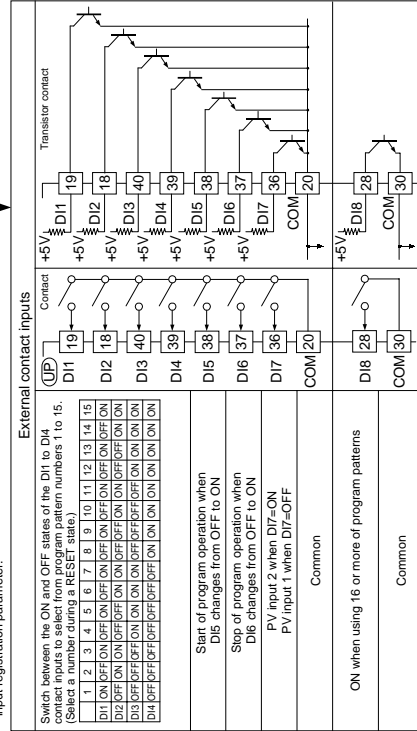 input registration parameter.
External contact inputs
Switch between the ON and OFF states of the DI1 to DI4
contact inputs to select from program pattern numbers 1 to 15.
(Select a number during a RESET state.)
1 2 3 4 5 6 7 8 9 10 11 12 13 14 15
DI1 ON OFF ON OFF ON OFF ON OFF ON OFF ON OFF ON OFF ON
DI2 OFF ON ON OFF OFF ON ON OFF OFF ON ON OFF OFF ON ON
DI3 OFF OFF OFF ON ON ON ON OFF OFF OFF OFF ON ON ON ON
DI4 OFF OFF OFF OFF OFF OFF OFF ON ON ON ON ON ON ON ON
Start of program operation when
DI5 changes from OFF to ON
Stop of program operation when
DI6 changes from OFF to ON
PV input 2 when DI7=ON
PV input 1 when DI7=OFF
Common
ON when using 16 or more of program patterns
Common
UP
Contact
DI1 19
DI2 18
DI3 40
DI4 39
DI5 38
DI6 37
DI7 36
COM 20
DI8 28
COM 30
Transistor contact
+5V DI1 19
+5V DI2 18
+5V DI3 40
+5V DI4 39
+5V DI5 38
+5V DI6 37
+5V DI7 36
COM 20
+5V DI8 28
COM 30